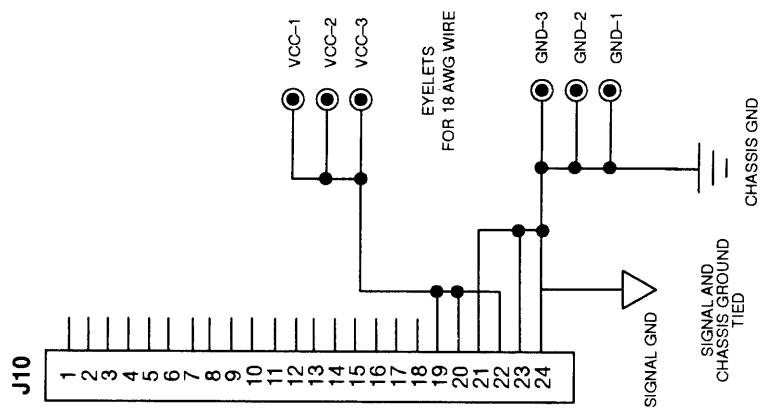 J10
1
2
3
4
5
6
7
8
9
10
11
12
13
14
15
16
17
18
19
20
21
22
23
24
VCC–1
VCC–2
VCC–3
EYELETS
FOR 18 AWG WIRE
GND–3
GND–2
GND–1
CHASSIS GND
SIGNAL GND
SIGNAL AND
CHASSIS GROUND
TIED